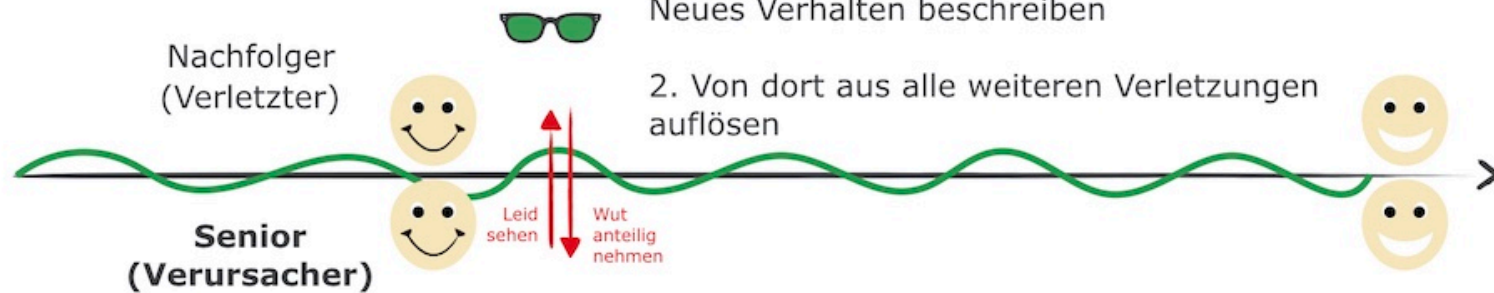 Neues Verhalten beschreiben
Nachfolger
(Verletzter)
2. Von dort aus alle weiteren Verletzungen
auflösen
Leid
sehen
Wut
anteilig
nehmen
Senior
(Verursacher)